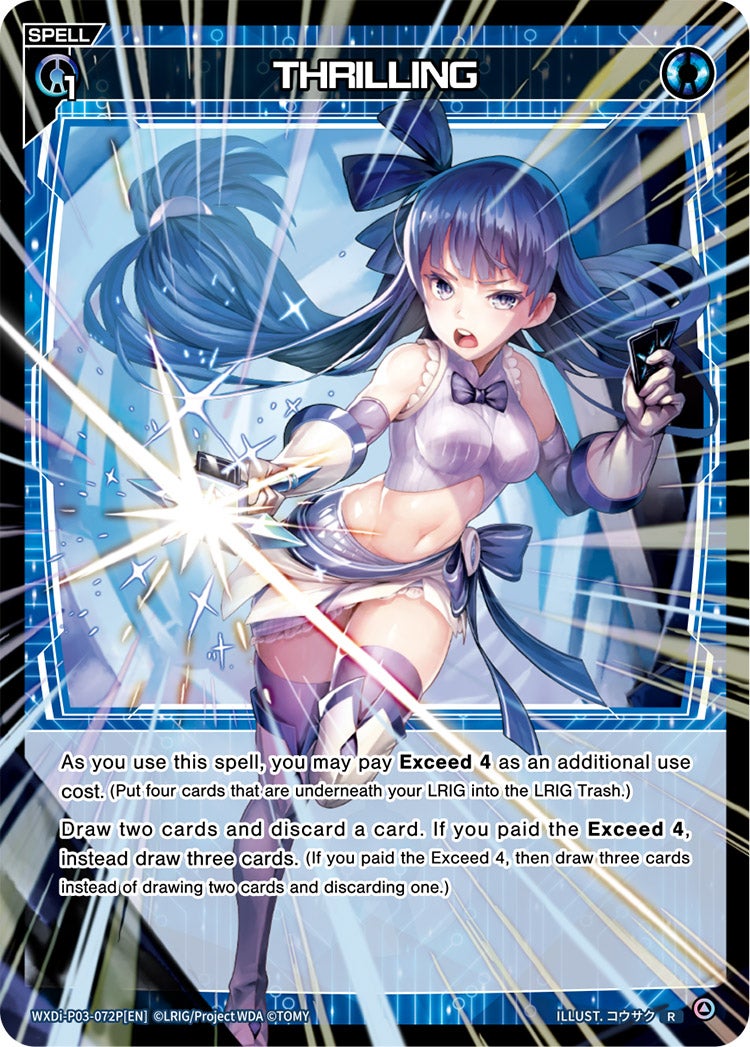 SPELL
1
THRILLING
As you use this spell, you may pay Exceed 4 as an additional use
cost. (Put four cards that are underneath your LRIG into the LRIG Trash.)
Draw two cards and discard a card. If you paid the Exceed 4,
instead draw three cards. (If you paid the Exceed 4, then draw three cards
instead of drawing two cards and discarding one.)
WXDi-P03-072P[EN] ©LRIG/Project WDA ©TOMY
ILLUST. コウサク R